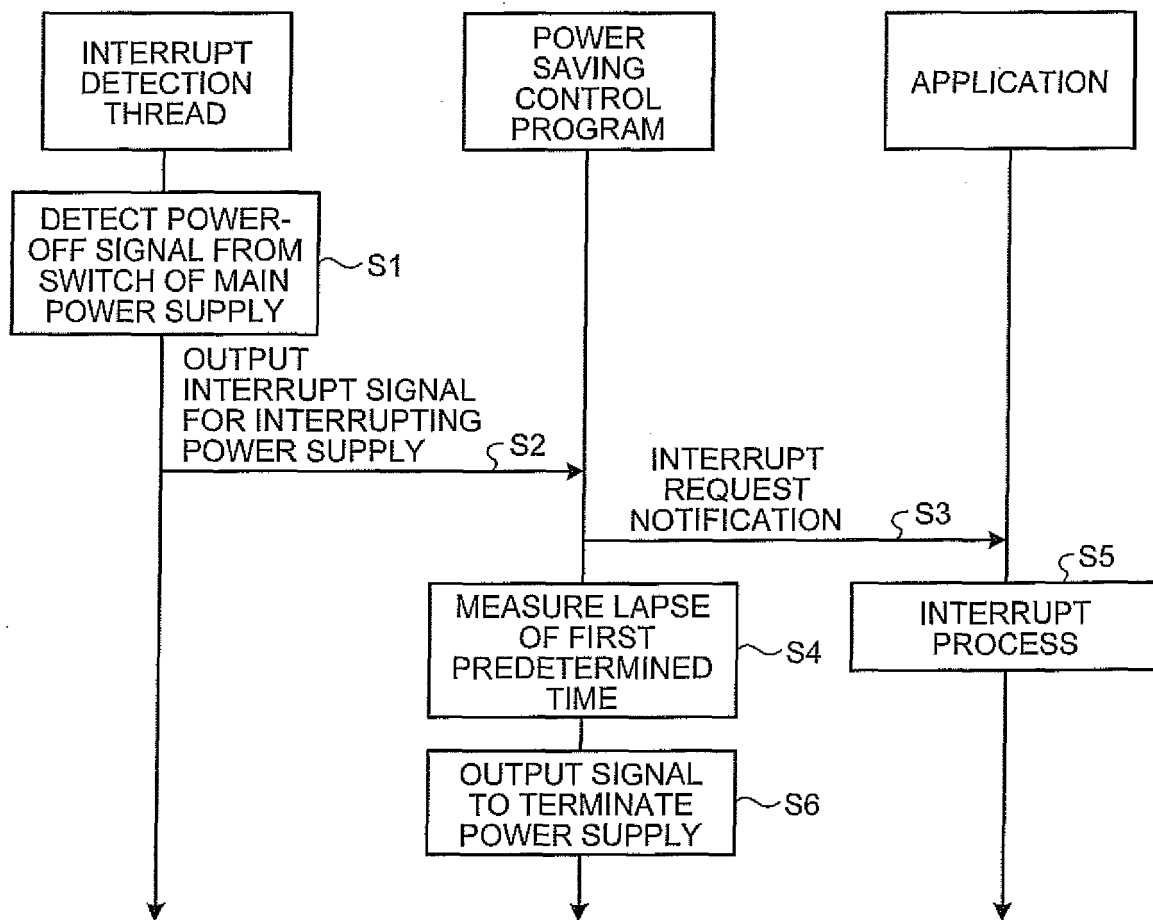 INTERRUPT
DETECTION
THREAD
POWER
SAVING
CONTROL
PROGRAM
APPLICATION
DETECT POWER-
OFF SIGNAL FROM
SWITCH OF MAIN
POWER SUPPLY
S1
OUTPUT
INTERRUPT SIGNAL
FOR INTERRUPTING
POWER SUPPLY
S2
INTERRUPT
REQUEST
NOTIFICATION
S3
MEASURE LAPSE
OF FIRST
PREDETERMINED
TIME
S4
S5
INTERRUPT
PROCESS
OUTPUT SIGNAL
TO TERMINATE
POWER SUPPLY
S6